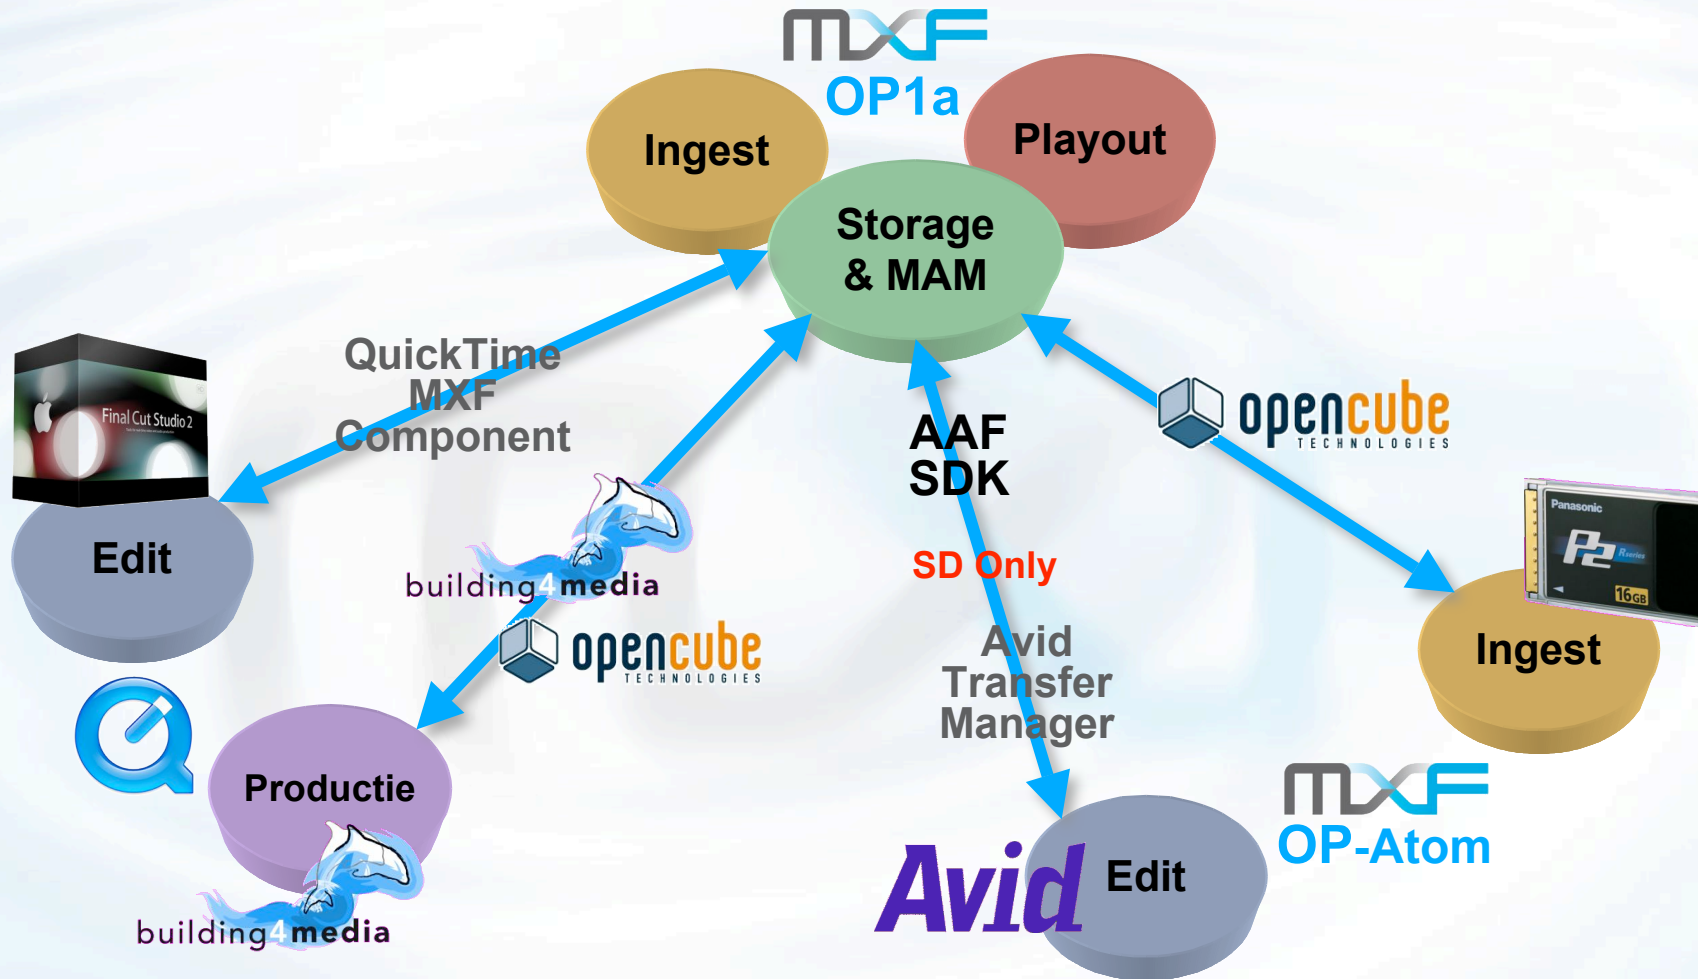 MXF
OP1a
Ingest
Playout
Storage
& MAM
QuickTime
MXF
Component
Final Cut Studio 2
Edit
building4media
opencube
TECHNOLOGIES
AAF
SDK
SD Only
Avid
Transfer
Manager
opencube
TECHNOLOGIES
Panasonic
P2 R series
16GB
Ingest
Productie
building4media
Avid
Edit
MXF
OP-Atom